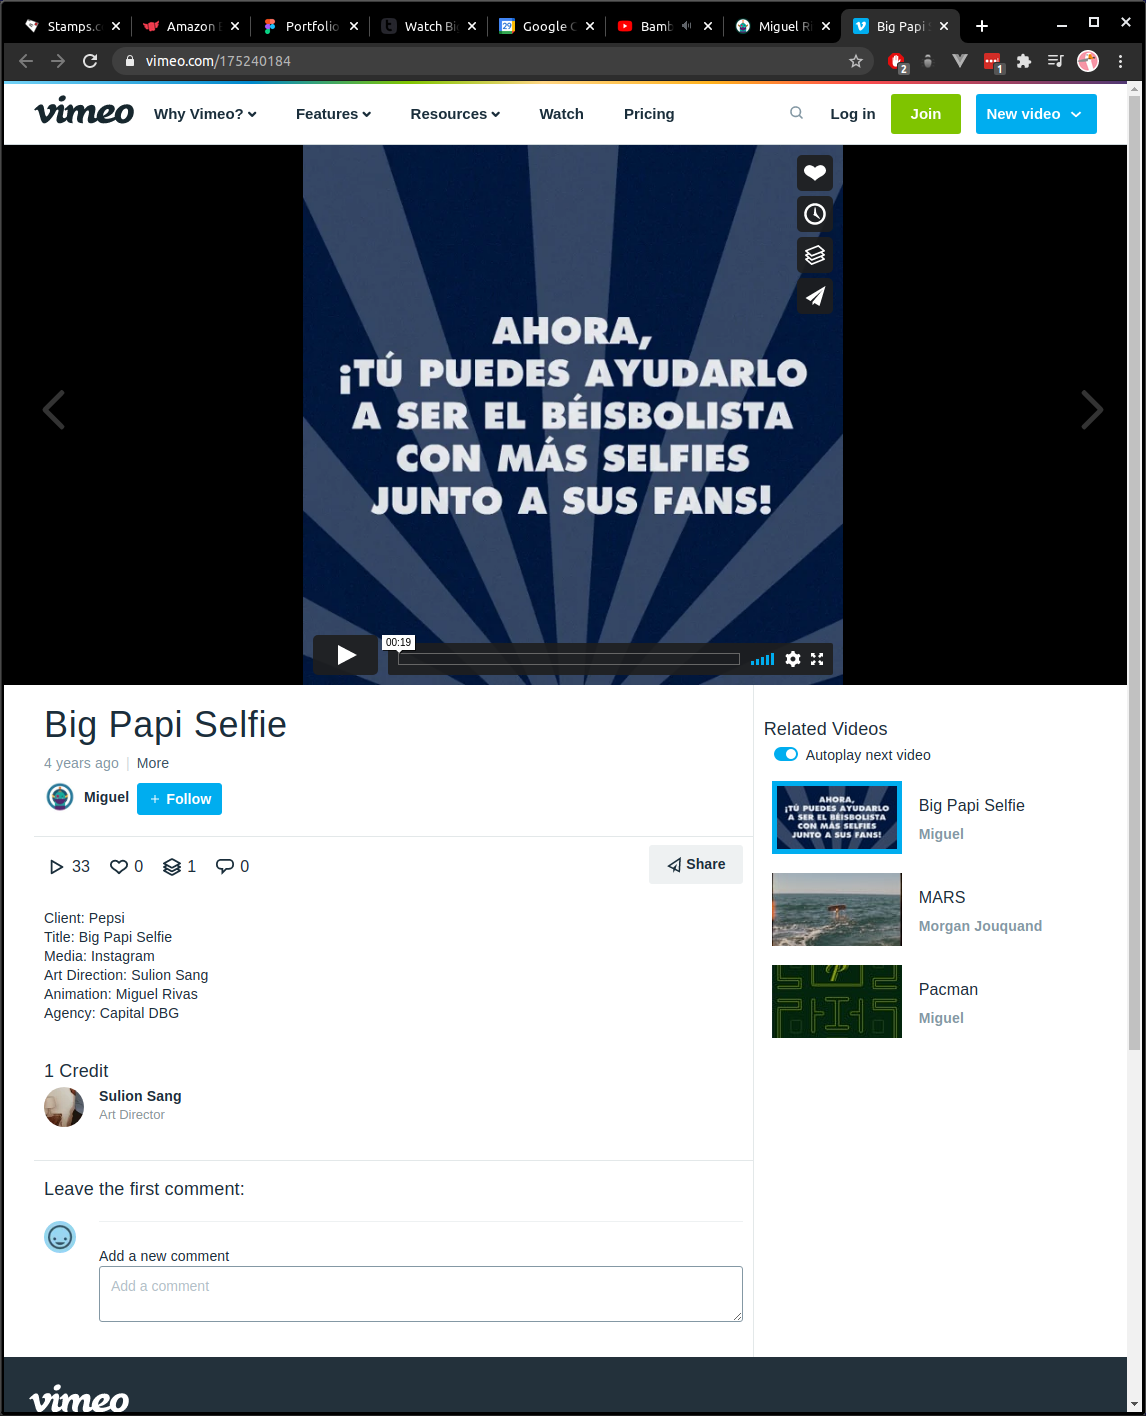 Stamps.c
Amazon
Portfolio
Watch Bi
Google C
Bamb
Miguel R
Big Papi S
vimeo.com/175240184
2
1
vimeo
Why Vimeo?
Features
Resources
Watch
Pricing
Log in
Join
New video
AHORA,
¡TÚ PUEDES AYUDARLO
A SER EL BÉISBOLISTA
CON MÁS SELFIES
JUNTO A SUS FANS!
00:19
Big Papi Selfie
4 years ago | More
Miguel
+ Follow
33
0
1
0
Share
Client: Pepsi
Title: Big Papi Selfie
Media: Instagram
Art Direction: Sulion Sang
Animation: Miguel Rivas
Agency: Capital DBG
1 Credit
Sulion Sang
Art Director
Leave the first comment:
Add a new comment
Add a comment
Related Videos
Autoplay next video
AHORA,
¡TÚ PUEDES AYUDARLO
A SER EL BÉISBOLISTA
CON MÁS SELFIES
JUNTO A SUS FANS!
Big Papi Selfie
Miguel
MARS
Morgan Jouquand
Pacman
Miguel
vimeo